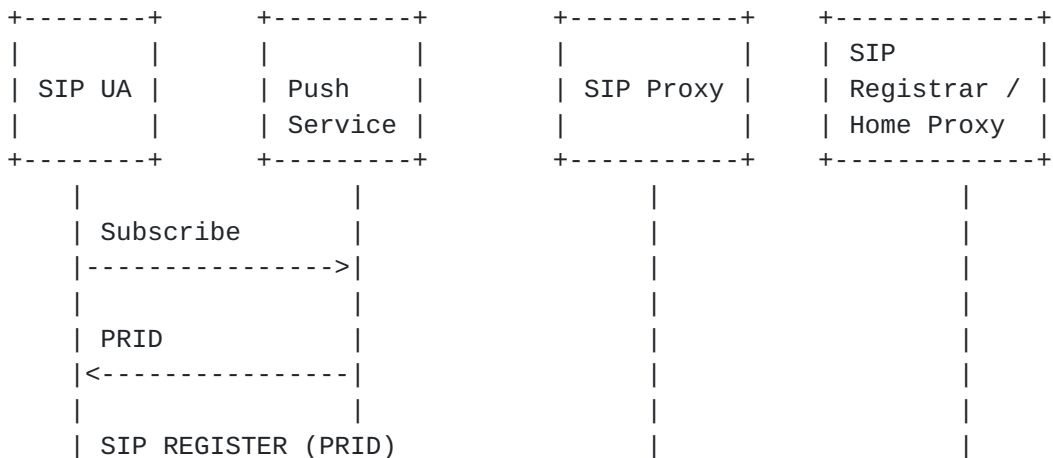 +--------+      +---------+        +-----------+    +-------------+
|        |      |         |        |           |    | SIP         |
| SIP UA |      | Push    |        | SIP Proxy |    | Registrar / |
|        |      | Service |        |           |    | Home Proxy  |
+--------+      +---------+        +-----------+    +-------------+
    |                |                   |                  |
    | Subscribe      |                   |                  |
    |--------------->|                   |                  |
    |                |                   |                  |
    | PRID           |                   |                  |
    |<---------------|                   |                  |
    |                |                   |                  |
    | SIP REGISTER (PRID)                |                  |